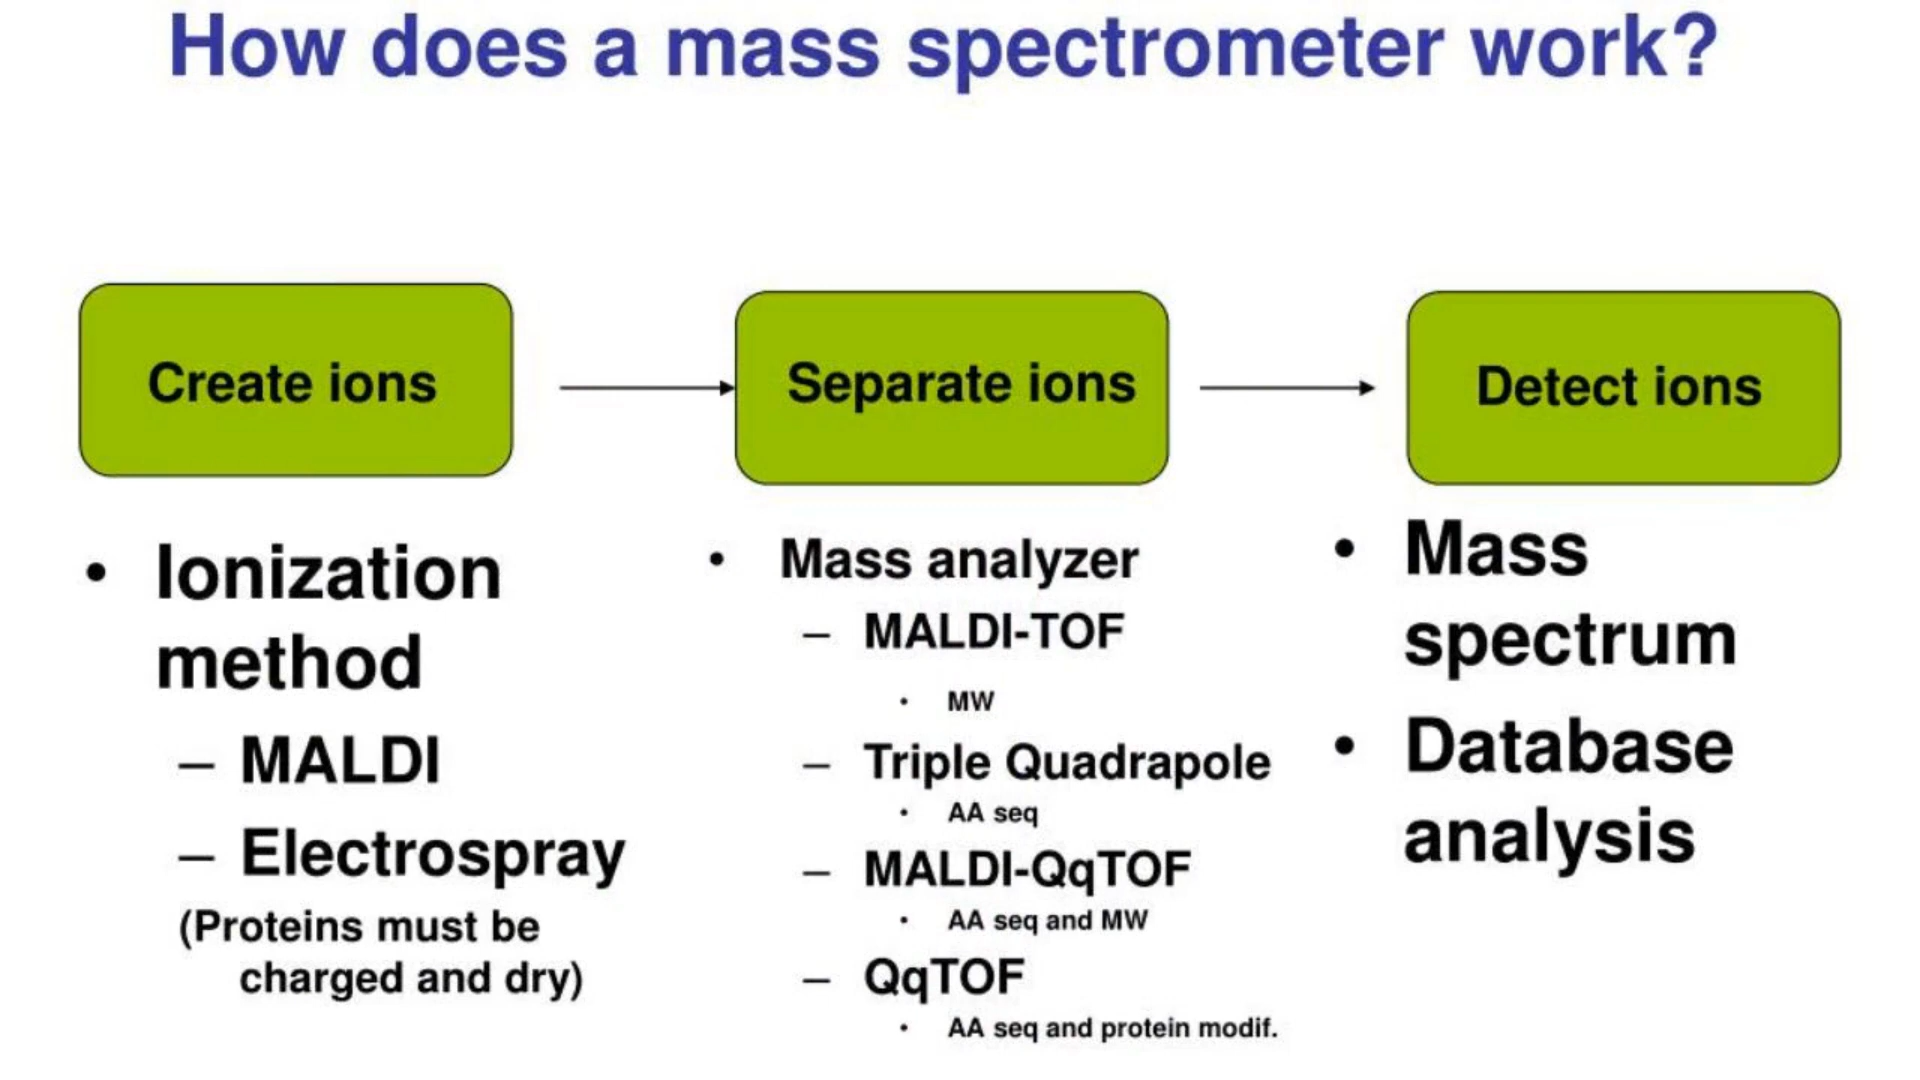 How does a mass spectrometer work?
Create ions
Separate ions
Detect ions
• Ionization
method
– MALDI
– Electrospray
(Proteins must be
charged and dry)
• Mass analyzer
– MALDI-TOF
• MW
– Triple Quadrapole
• AA seq
– MALDI-QqTOF
• AA seq and MW
– QqTOF
• AA seq and protein modif.
• Mass
spectrum
• Database
analysis